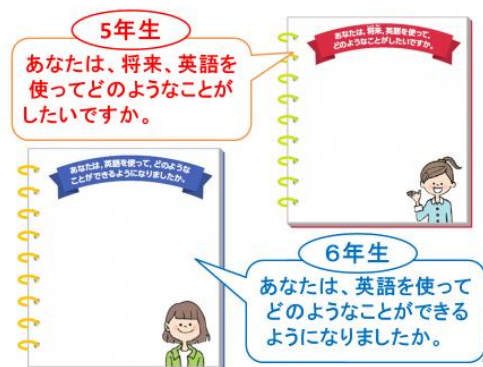 5年生
あなたは、将来、英語を
使ってどのようなことが
したいですか。
あなたは、将来、英語を使って、
どのようなことがしたいですか。
あなたは、英語を使って、どのような
ことができるようになりましたか。
6年生
あなたは、英語を使って
どのようなことができる
ようになりましたか。